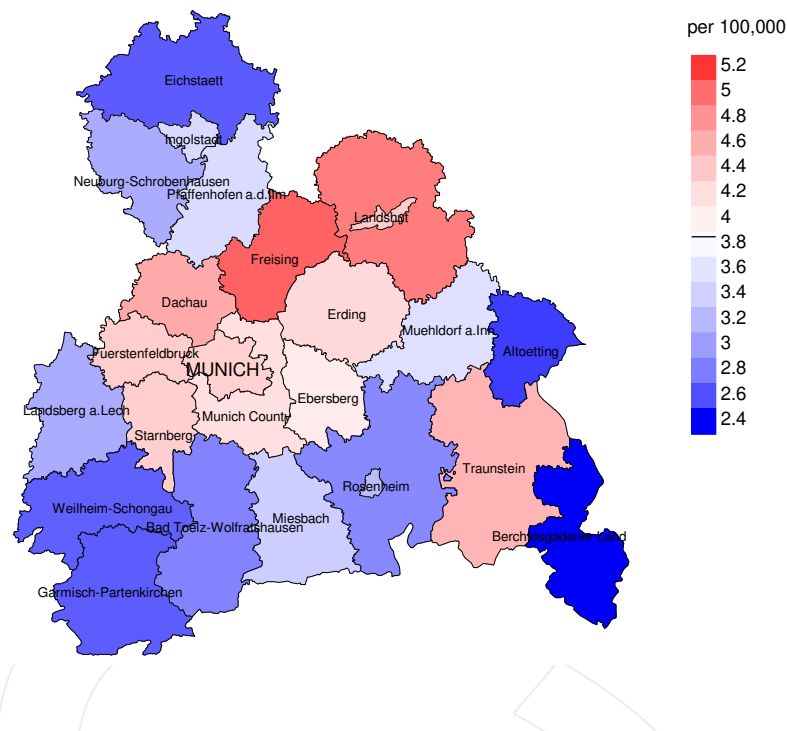 per 100,000
5.2
5
4.8
4.6
4.4
4.2
4
3.8
3.6
3.4
3.2
3
2.8
2.6
2.4
Eichstaett
Ingolstadt
Neuburg-Schrobenhausen
Pfaffenhofen a.d.Ilm
Landshut
Freising
Dachau
Erding
Muehldorf a.Inn
Altoetting
Fuerstenfeldbruck
MUNICH
Ebersberg
Landsberg a.Lech
Munich County
Starnberg
Traunstein
Rosenheim
Weilheim-Schongau
Miesbach
Bad Toelz-Wolfratshausen
Berchtesgadener Land
Garmisch-Partenkirchen